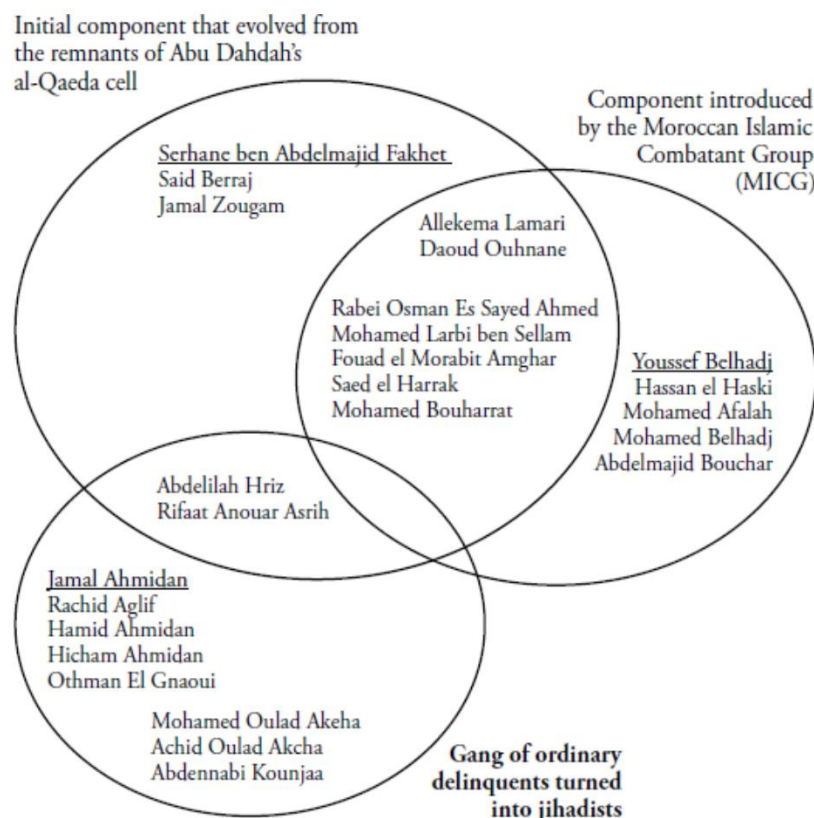 Initial component that evolved from
the remnants of Abu Dahdah's
al-Qaeda cell
Component introduced
by the Moroccan Islamic
Combatant Group
(MICG)
Serhane ben Abdelmajid Fakhet
Said Berraj
Jamal Zougam
Allekema Lamari
Daoud Ouhnane
Rabei Osman Es Sayed Ahmed
Mohamed Larbi ben Sellam
Fouad el Morabit Amghar
Saed el Harrak
Mohamed Bouharrat
Youssef Belhadj
Hassan el Haski
Mohamed Afalah
Mohamed Belhadj
Abdelmajid Bouchar
Abdelilah Hriz
Rifaat Anouar Asrih
Jamal Ahmidan
Rachid Aglif
Hamid Ahmidan
Hicham Ahmidan
Othman El Gnaoui
Mohamed Oulad Akeha
Achid Oulad Akcha
Abdennabi Kounjaa
Gang of ordinary
delinquents turned
into jihadists